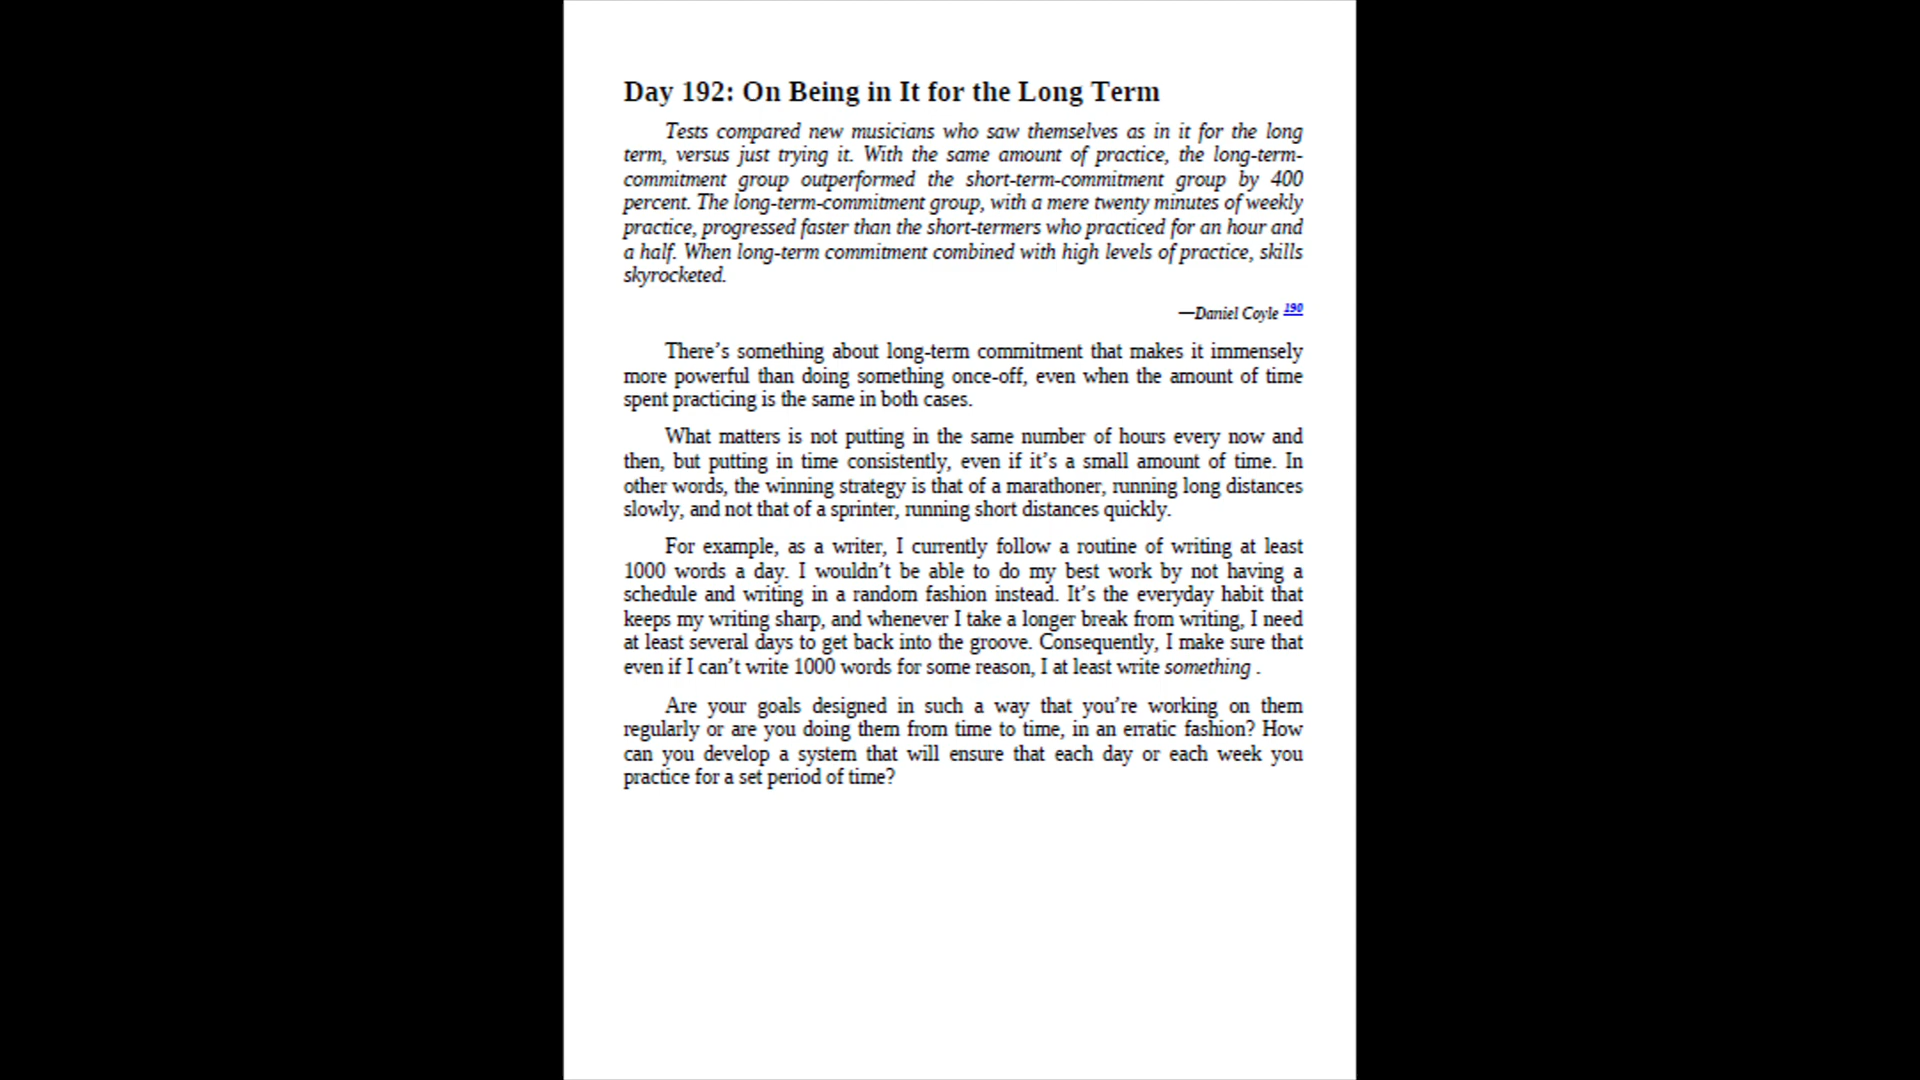 Day 192: On Being in It for the Long Term
Tests compared new musicians who saw themselves as in it for the long
term, versus just trying it. With the same amount of practice, the long-term-
commitment group outperformed the short-term-commitment group by 400
percent. The long-term-commitment group, with a mere twenty minutes of weekly
practice, progressed faster than the short-termers who practiced for an hour and
a half. When long-term commitment combined with high levels of practice, skills
skyrocketed.
—Daniel Coyle 190
There’s something about long-term commitment that makes it immensely
more powerful than doing something once-off, even when the amount of time
spent practicing is the same in both cases.
What matters is not putting in the same number of hours every now and
then, but putting in time consistently, even if it’s a small amount of time. In
other words, the winning strategy is that of a marathoner, running long distances
slowly, and not that of a sprinter, running short distances quickly.
For example, as a writer, I currently follow a routine of writing at least
1000 words a day. I wouldn’t be able to do my best work by not having a
schedule and writing in a random fashion instead. It’s the everyday habit that
keeps my writing sharp, and whenever I take a longer break from writing, I need
at least several days to get back into the groove. Consequently, I make sure that
even if I can’t write 1000 words for some reason, I at least write something .
Are your goals designed in such a way that you’re working on them
regularly or are you doing them from time to time, in an erratic fashion? How
can you develop a system that will ensure that each day or each week you
practice for a set period of time?